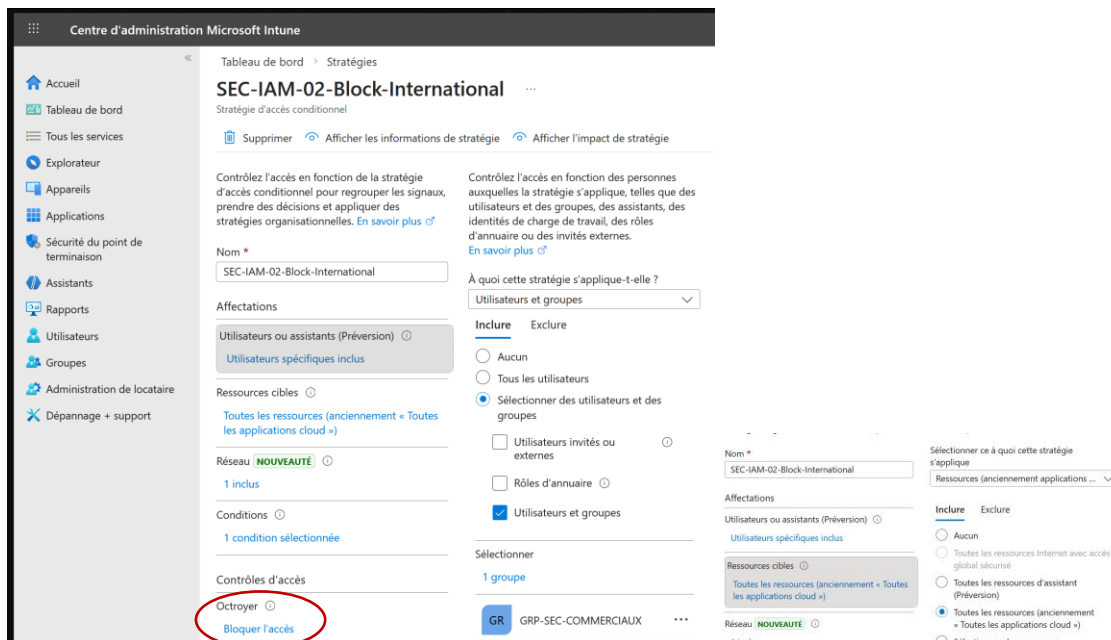 Centre d'administration Microsoft Intune
«
Accueil
Tableau de bord
Tous les services
Explorateur
Appareils
Applications
Sécurité du point de
terminaison
Assistants
Rapports
Utilisateurs
Groupes
Administration de locataire
Dépannage + support
Tableau de bord > Stratégies
SEC-IAM-02-Block-International ...
Stratégie d'accès conditionnel
Supprimer Afficher les informations de stratégie Afficher l'impact de stratégie
Contrôlez l'accès en fonction de la stratégie
d'accès conditionnel pour regrouper les signaux,
prendre des décisions et appliquer des
stratégies organisationnelles. En savoir plus
Nom *
SEC-IAM-02-Block-International
Affectations
Utilisateurs ou assistants (Préversion)
Utilisateurs spécifiques inclus
Ressources cibles
Toutes les ressources (anciennement « Toutes
les applications cloud »)
Réseau NOUVEAUTÉ
1 inclus
Conditions
1 condition sélectionnée
Contrôles d'accès
Octroyer
Bloquer l'accès
Contrôlez l'accès en fonction des personnes
auxquelles la stratégie s'applique, telles que des
utilisateurs et des groupes, des assistants, des
identités de charge de travail, des rôles
d'annuaire ou des invités externes.
En savoir plus
À quoi cette stratégie s'applique-t-elle ?
Utilisateurs et groupes
Inclure Exclure
Aucun
Tous les utilisateurs
Sélectionner des utilisateurs et des
groupes
Utilisateurs invités ou
externes
Rôles d'annuaire
Utilisateurs et groupes
Sélectionner
1 groupe
GR GRP-SEC-COMMERCIAUX ...
Nom *
SEC-IAM-02-Block-International
Affectations
Utilisateurs ou assistants (Préversion)
Utilisateurs spécifiques inclus
Ressources cibles
Toutes les ressources (anciennement « Toutes
les applications cloud »)
Réseau NOUVEAUTÉ
Sélectionner ce à quoi cette stratégie
s'applique
Ressources (anciennement applications ...
Inclure Exclure
Aucun
Toutes les ressources Internet avec accès
global sécurisé
Toutes les ressources d'assistant
(Préversion)
Toutes les ressources (anciennement
« Toutes les applications cloud »)